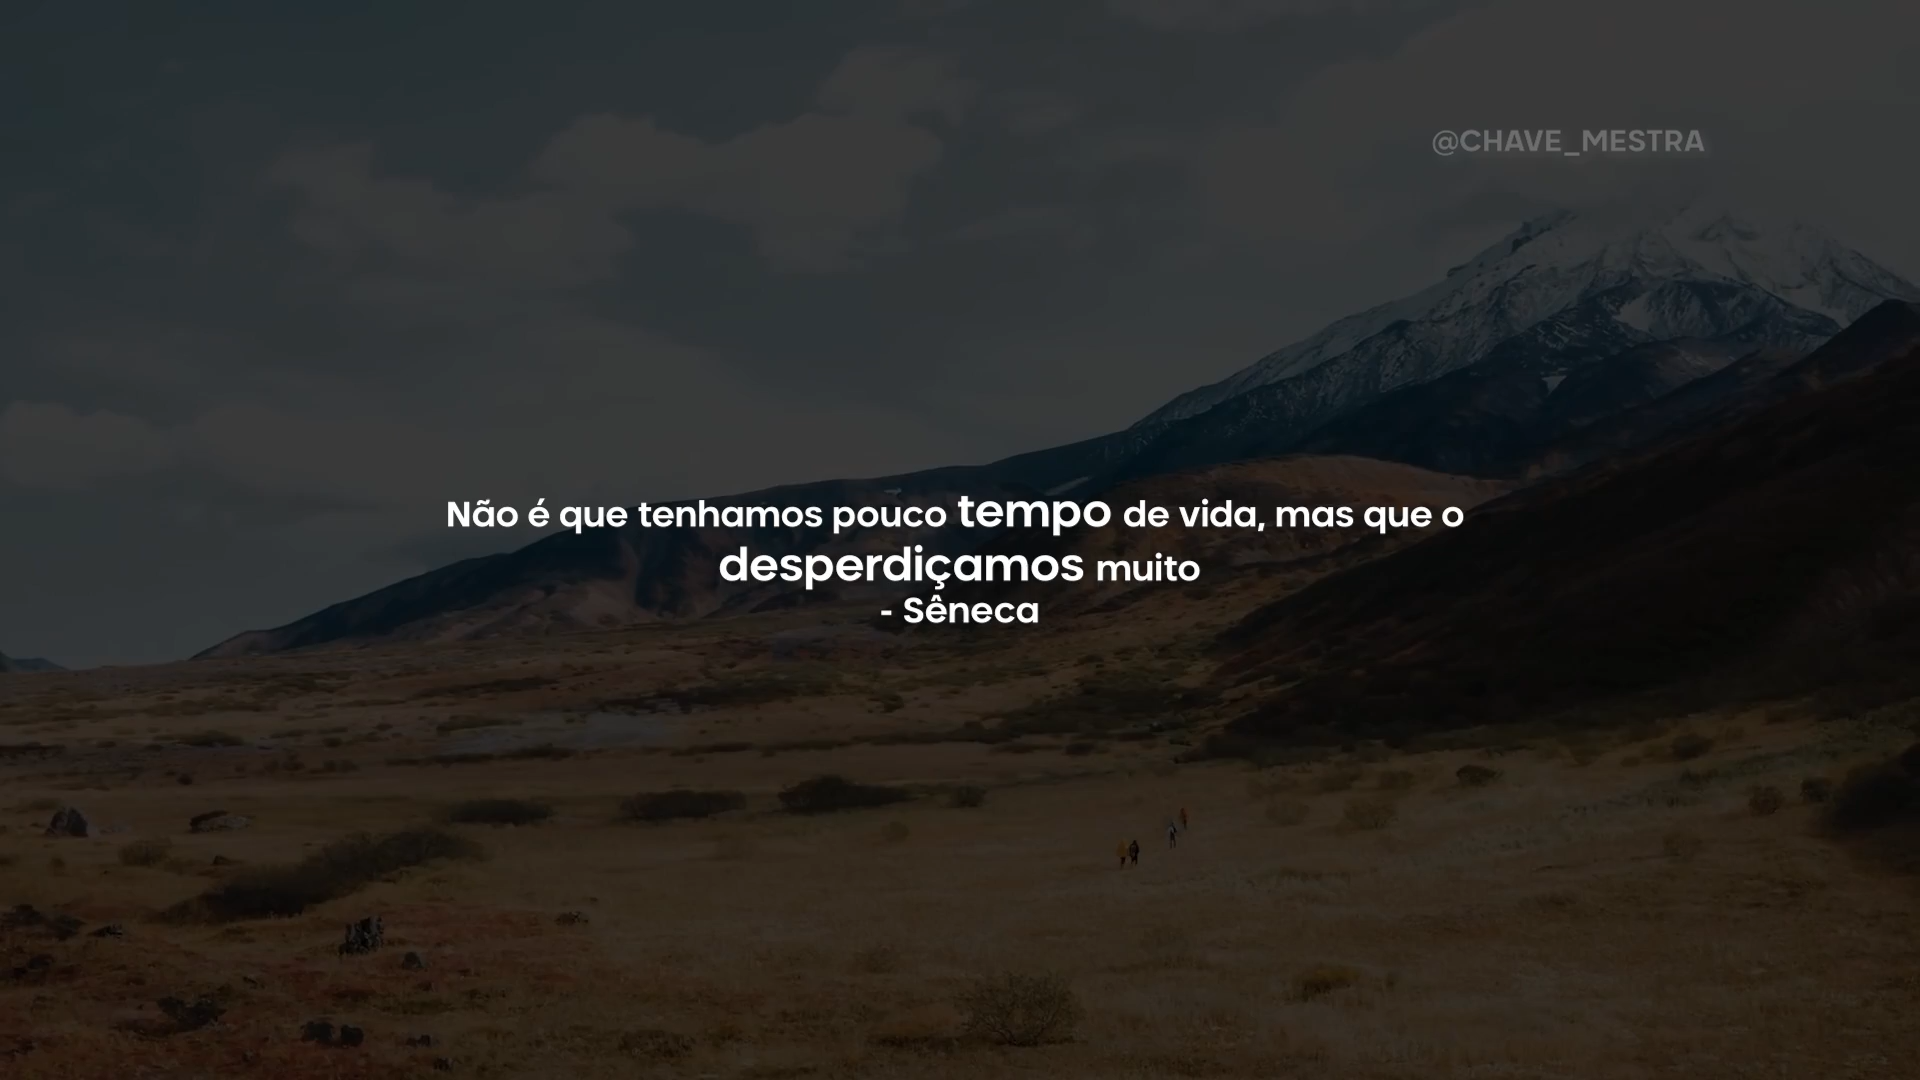 @CHAVE_MESTRA
Não é que tenhamos pouco tempo de vida, mas que o
desperdiçamos muito
- Sêneca